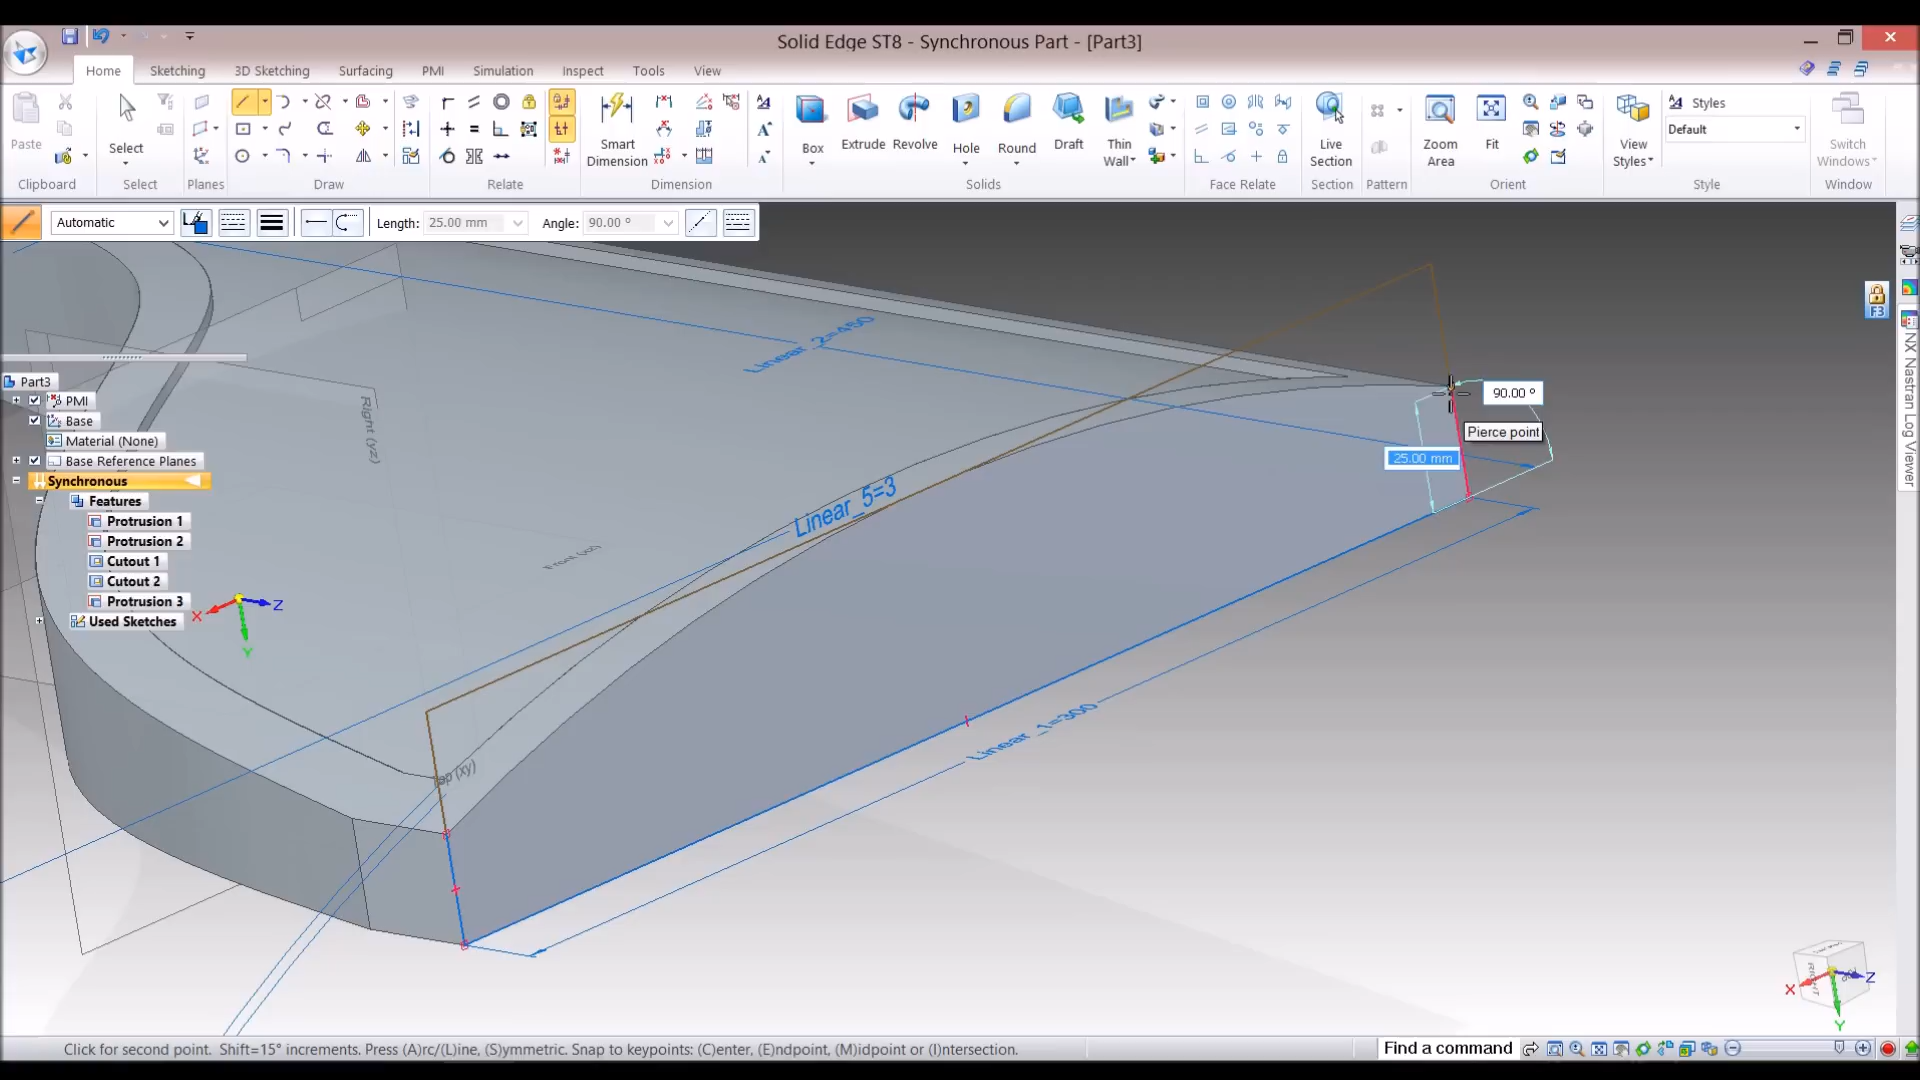 Solid Edge ST8 - Synchronous Part - [Part3]
Home Sketching 3D Sketching Surfacing PMI Simulation Inspect Tools View
Paste
Clipboard
Select
Select
Planes
Draw
Relate
Smart
Dimension
Dimension
Box Extrude Revolve Hole Round Draft Thin
Wall
Solids
Face Relate
Live
Section
Section
Pattern
Zoom
Area
Fit
Orient
View
Styles
Styles
Default
Style
Switch
Windows
Window
Automatic Length: 25.00 mm Angle: 90.00 °
F3
NX Nastran Log Viewer
Linear_2=450
Part3
PMI
Base
Material (None)
Base Reference Planes
Synchronous
Features
Protrusion 1
Protrusion 2
Cutout 1
Cutout 2
Protrusion 3
Used Sketches
Right (yz)
Front (xz)
Top (xy)
X Y Z
Linear_5=3
90.00 °
Pierce point
25.00 mm
Linear_1=300
X Y Z
Click for second point. Shift=15° increments. Press (A)rc/(L)ine, (S)ymmetric. Snap to keypoints: (C)enter, (E)ndpoint, (M)idpoint or (I)ntersection.
Find a command